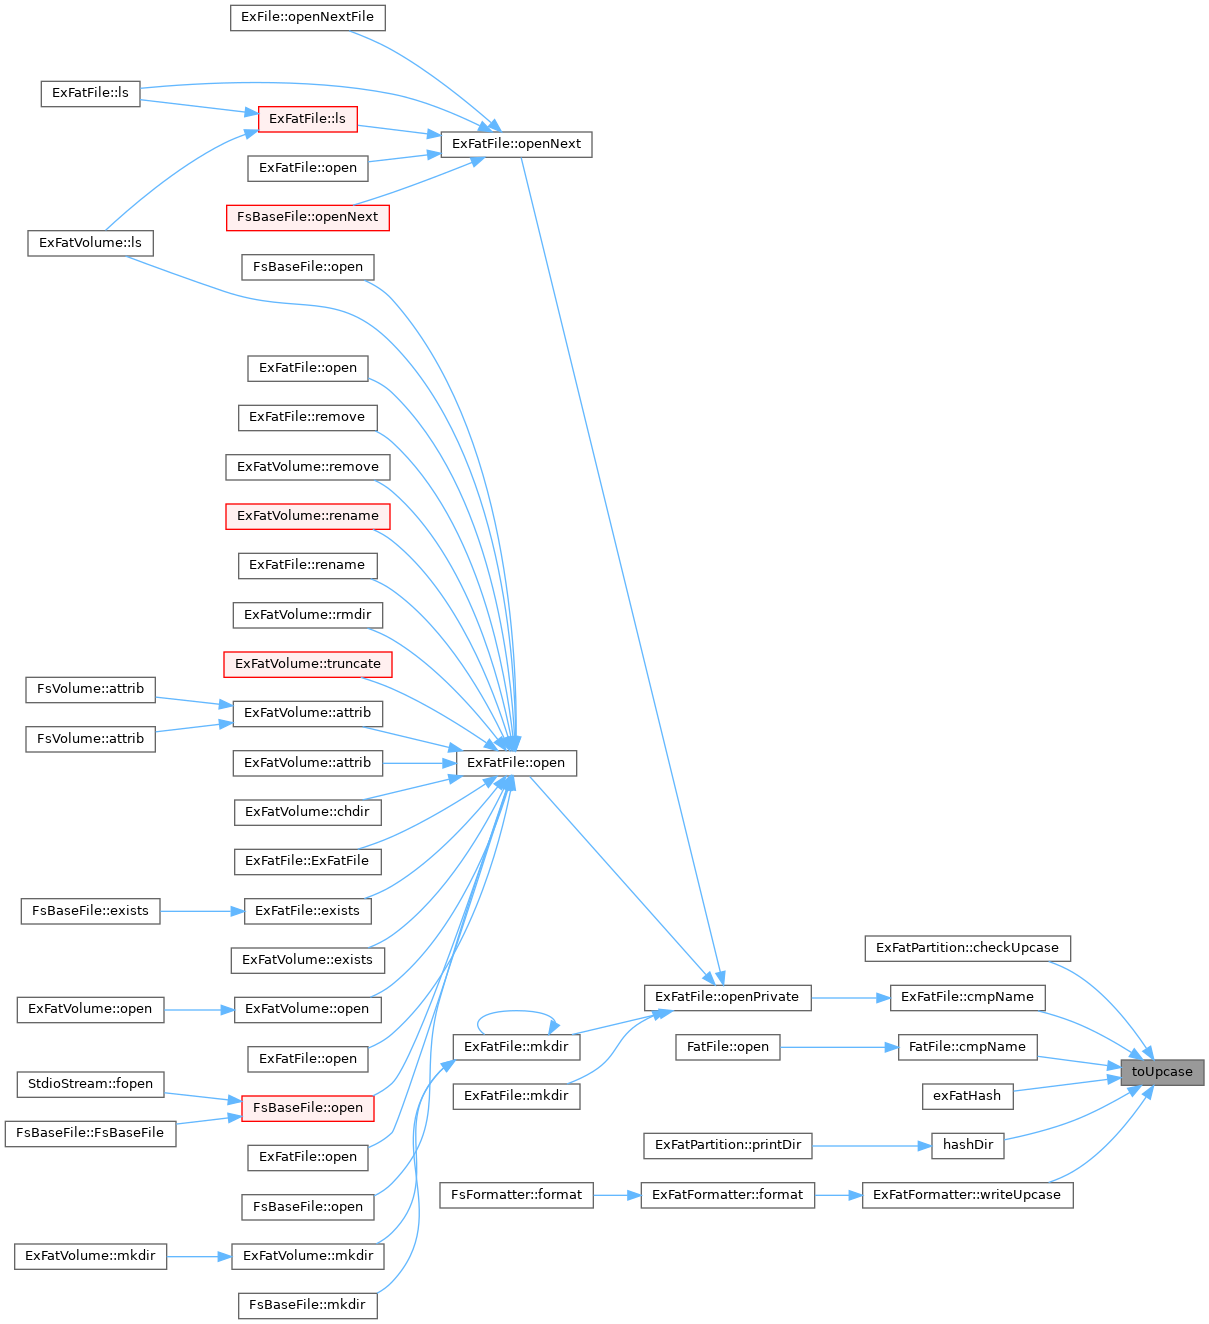 ExFile::openNextFile
ExFatFile::ls
ExFatFile::ls
ExFatFile::openNext
ExFatFile::open
FsBaseFile::openNext
ExFatVolume::ls
FsBaseFile::open
ExFatFile::open
ExFatFile::remove
ExFatVolume::remove
ExFatVolume::rename
ExFatFile::rename
ExFatVolume::rmdir
ExFatVolume::truncate
FsVolume::attrib
ExFatVolume::attrib
FsVolume::attrib
ExFatVolume::attrib
ExFatFile::open
ExFatVolume::chdir
ExFatFile::ExFatFile
FsBaseFile::exists
ExFatFile::exists
ExFatPartition::checkUpcase
ExFatVolume::exists
ExFatFile::openPrivate
ExFatFile::cmpName
ExFatVolume::open
ExFatVolume::open
ExFatFile::mkdir
FatFile::open
FatFile::cmpName
ExFatFile::open
toUpcase
StdioStream::fopen
ExFatFile::mkdir
exFatHash
FsBaseFile::open
FsBaseFile::FsBaseFile
ExFatPartition::printDir
hashDir
ExFatFile::open
FsFormatter::format
ExFatFormatter::format
ExFatFormatter::writeUpcase
FsBaseFile::open
ExFatVolume::mkdir
ExFatVolume::mkdir
FsBaseFile::mkdir